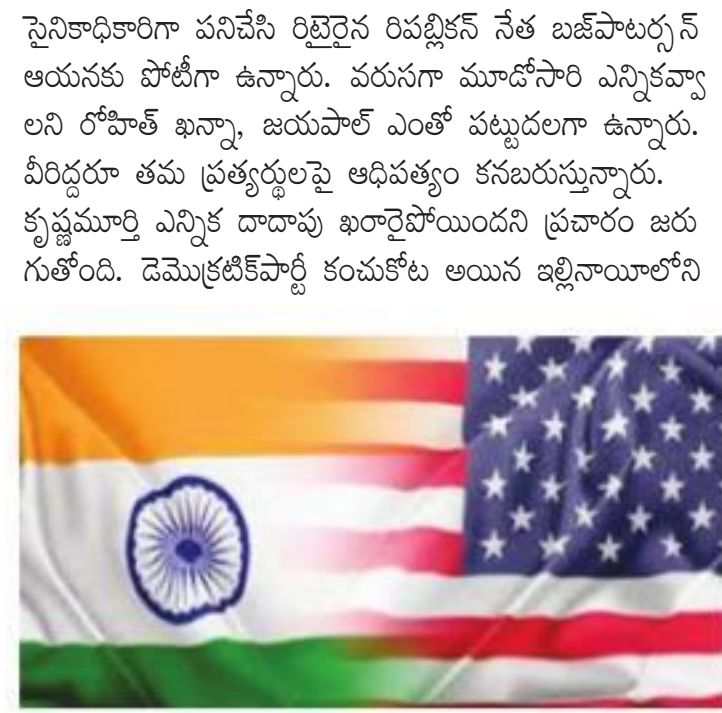 సైనికాధికారిగా పనిచేసి రిటైరైన రిపబ్లికన్ నేత బజ్‌పాటర్సన్
ఆయనకు పోటీగా ఉన్నారు. వరుసగా మూడోసారి ఎన్నికవ్వా
లని రోహిత్ ఖన్నా, జయపాల్ ఎంతో పట్టుదలగా ఉన్నారు.
వీరిద్దరూ తమ ప్రత్యర్థులపై ఆధిపత్యం కనబరుస్తున్నారు.
కృష్ణమూర్తి ఎన్నిక దాదాపు ఖరారైపోయిందని ప్రచారం జరు
గుతోంది. డెమొక్రటిక్‌పార్టీ కంచుకోట అయిన ఇల్లినాయీలోని